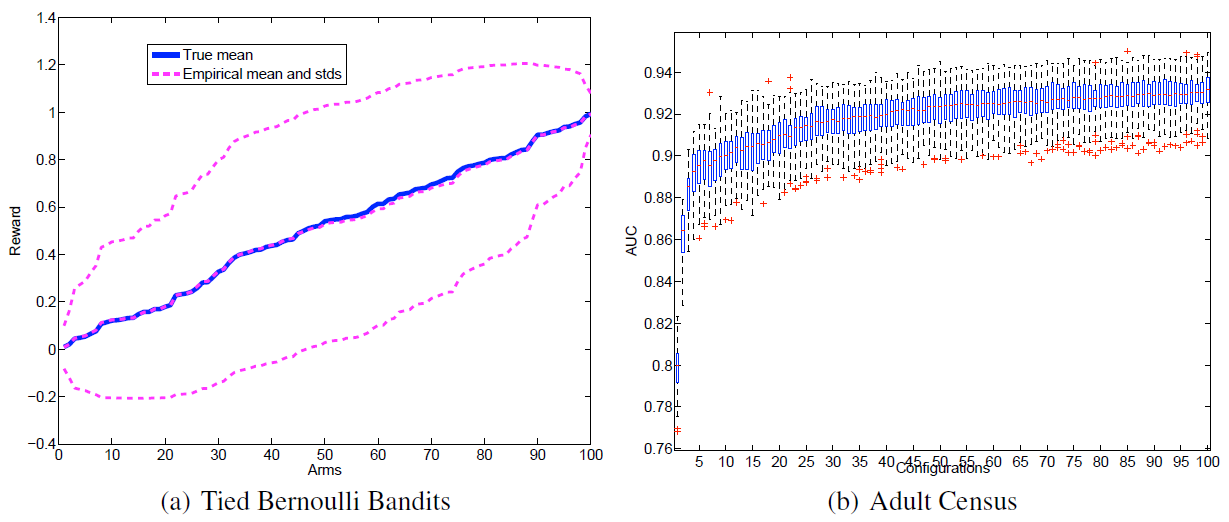 1.4
1.2
1
0.8
0.6
0.4
0.2
0
−0.2
−0.4
Reward
True mean
Empirical mean and stds
0 10 20 30 40 50 60 70 80 90 100
Arms
(a) Tied Bernoulli Bandits
0.94
0.92
0.9
0.88
0.86
0.84
0.82
0.8
0.78
0.76
AUC
5 10 15 20 25 30 35 40 45 50 55 60 65 70 75 80 85 90 95 100
Configurations
(b) Adult Census